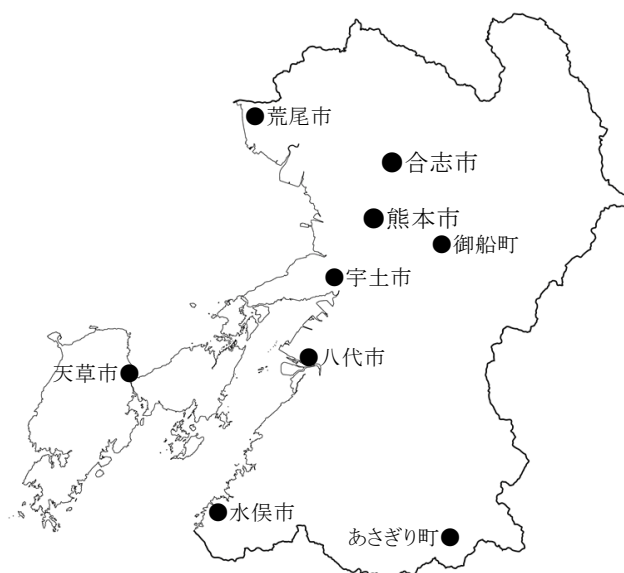 荒尾市
合志市
熊本市
御船町
宇土市
八代市
天草市
水俣市
あさぎり町